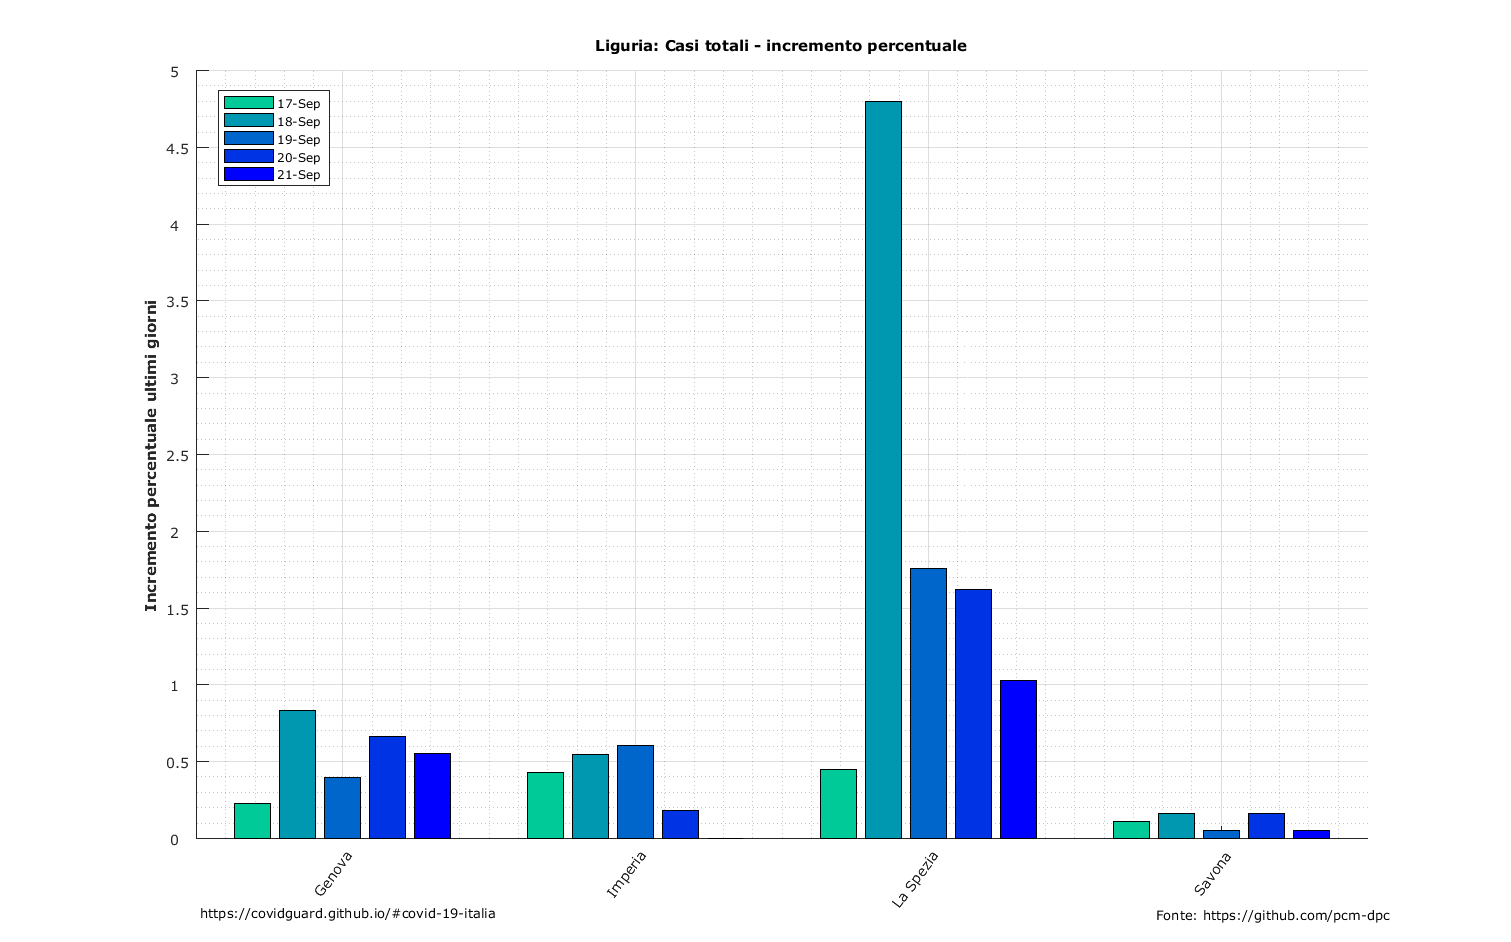 Liguria: Casi totali - incremento percentuale
Incremento percentuale ultimi giorni
5
4.5
4
3.5
3
2.5
2
1.5
1
0.5
0
17-Sep
18-Sep
19-Sep
20-Sep
21-Sep
Genova
Imperia
La Spezia
Savona
https://covidguard.github.io/#covid-19-italia
Fonte: https://github.com/pcm-dpc